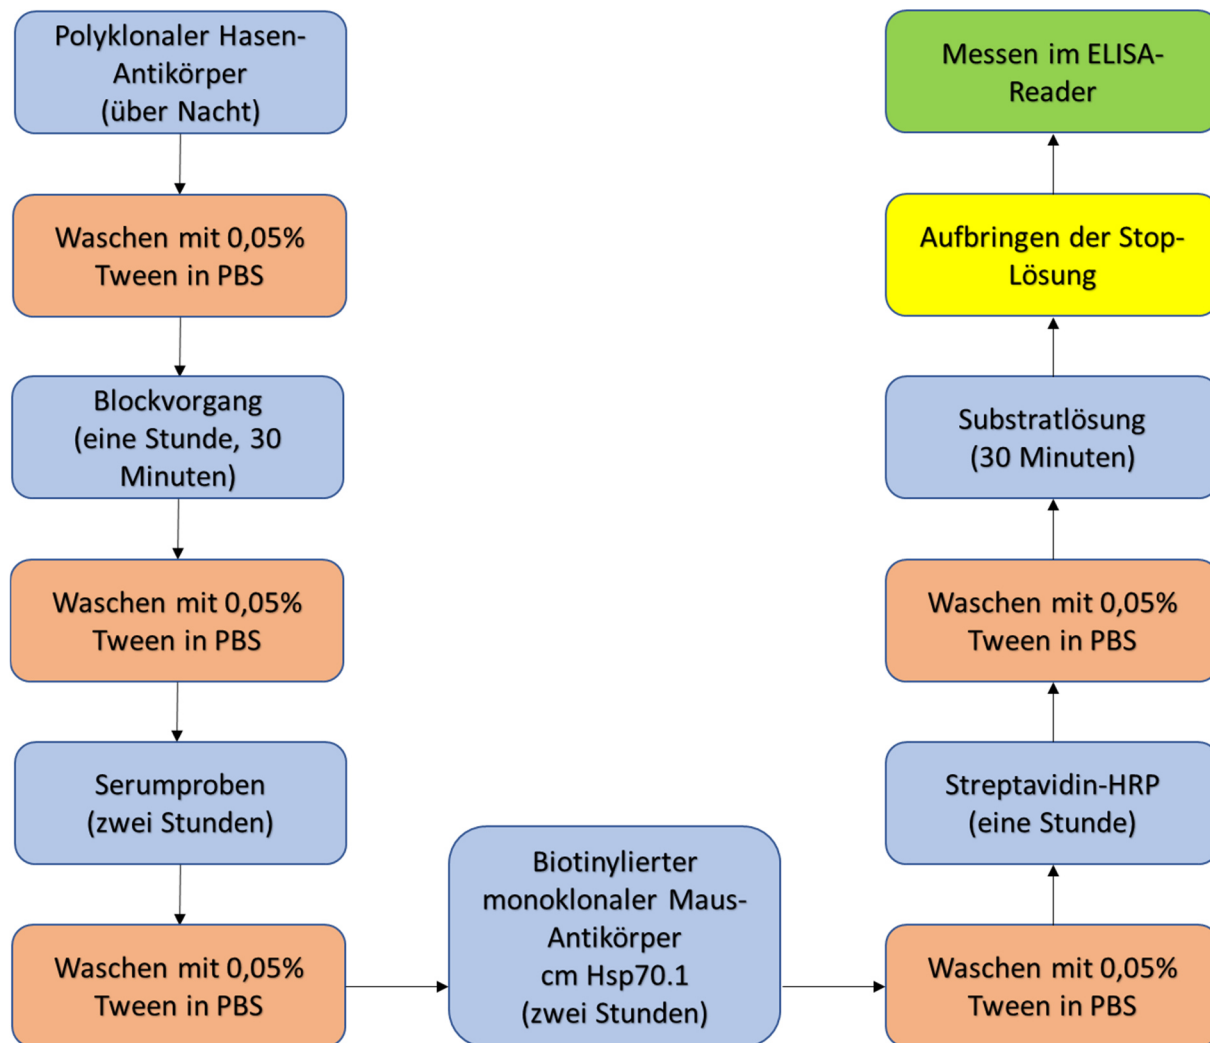 Polyklonaler Hasen-
Antikörper
(über Nacht)
Waschen mit 0,05%
Tween in PBS
Blockvorgang
(eine Stunde, 30
Minuten)
Waschen mit 0,05%
Tween in PBS
Serumproben
(zwei Stunden)
Waschen mit 0,05%
Tween in PBS
Biotinylierter
monoklonaler Maus-
Antikörper
cm Hsp70.1
(zwei Stunden)
Waschen mit 0,05%
Tween in PBS
Streptavidin-HRP
(eine Stunde)
Waschen mit 0,05%
Tween in PBS
Substratlösung
(30 Minuten)
Aufbringen der Stop-
Lösung
Messen im ELISA-
Reader